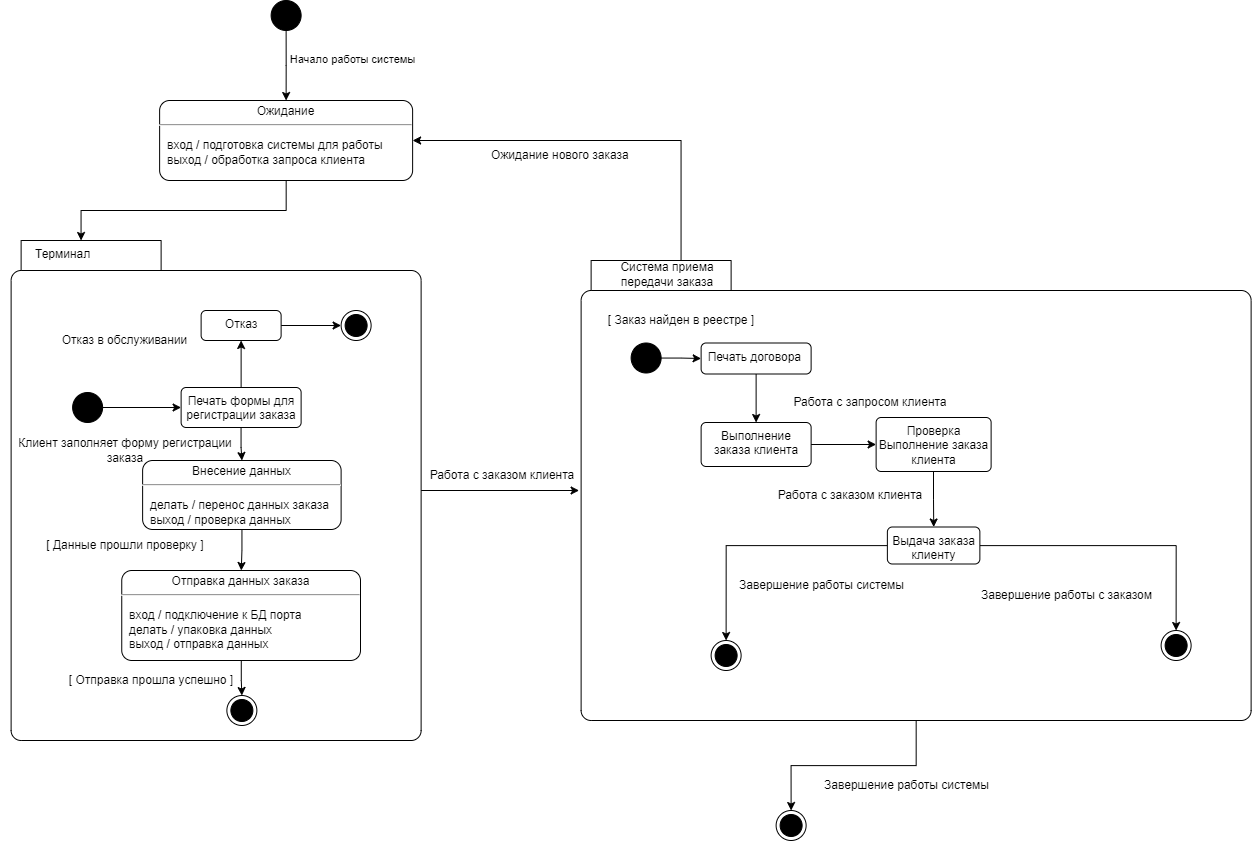 Начало работы системы
Ожидание
вход / подготовка системы для работы
выход / обработка запроса клиента
Ожидание нового заказа
Терминал
Отказ
Отказ в обслуживании
Печать формы для
регистрации заказа
Клиент заполняет форму регистрации
заказа
Внесение данных
делать / перенос данных заказа
выход / проверка данных
[ Данные прошли проверку ]
Отправка данных заказа
вход / подключение к БД порта
делать / упаковка данных
выход / отправка данных
[ Отправка прошла успешно ]
Работа с заказом клиента
Система приема
передачи заказа
[ Заказ найден в реестре ]
Печать договора
Работа с запросом клиента
Выполнение
заказа клиента
Проверка
Выполнение заказа
клиента
Работа с заказом клиента
Выдача заказа
клиенту
Завершение работы системы
Завершение работы с заказом
Завершение работы системы